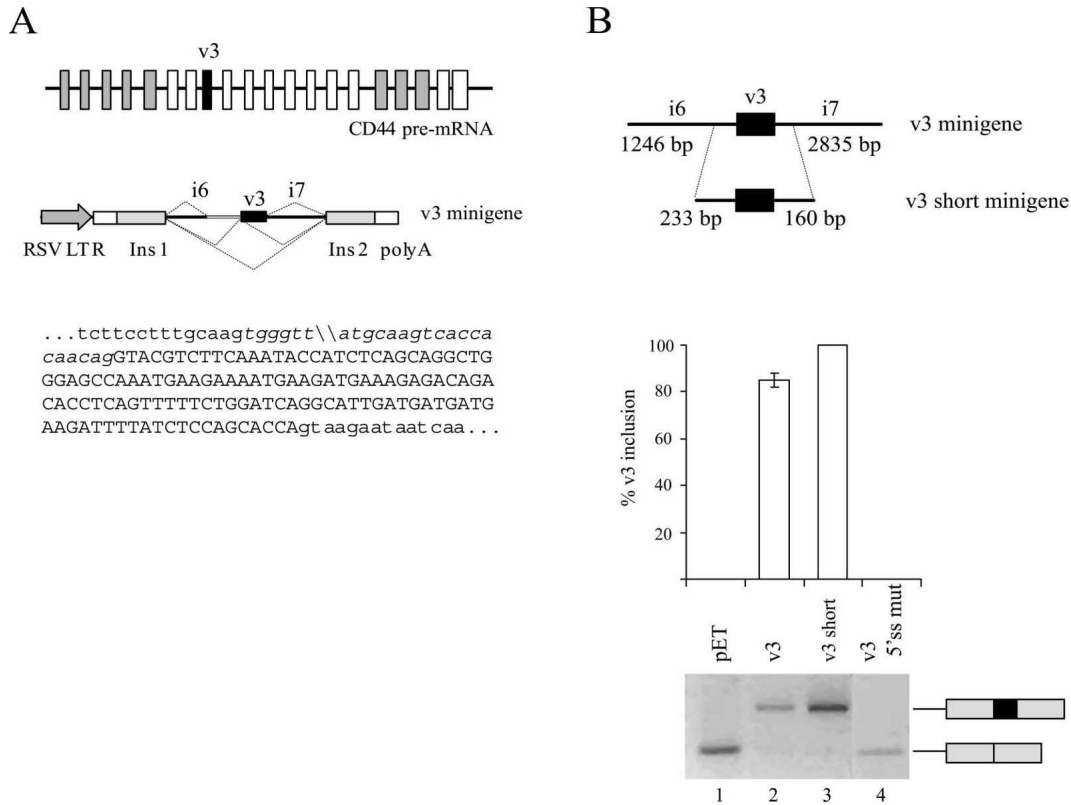 A
v3
CD44 pre-mRNA
i6
v3
i7
v3 minigene
RSV LTR
Ins 1
Ins 2
polyA
...tcttcctttgcaagtgggtt\\atgcaagtcacca
caacagGTACGTCTTCAAATACCATCTCAGCAGGCTG
GGAGCCAAATGAAGAAAATGAAGATGAAAGAGACAGA
CACCTCAGTTTTTCTGGATCAGGCATTGATGATGATG
AAGATTTTATCTCCAGCACCAgtaagaataatcaa...
B
v3
i6
i7
v3 minigene
1246 bp
2835 bp
v3 short minigene
233 bp
160 bp
% v3 inclusion
100
80
60
40
20
pET
v3
v3 short
v3
5'ss mut
1
2
3
4